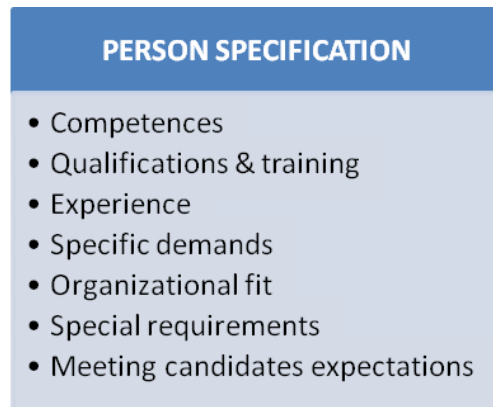 PERSON SPECIFICATION
• Competences
• Qualifications & training
• Experience
• Specific demands
• Organizational fit
• Special requirements
• Meeting candidates expectations